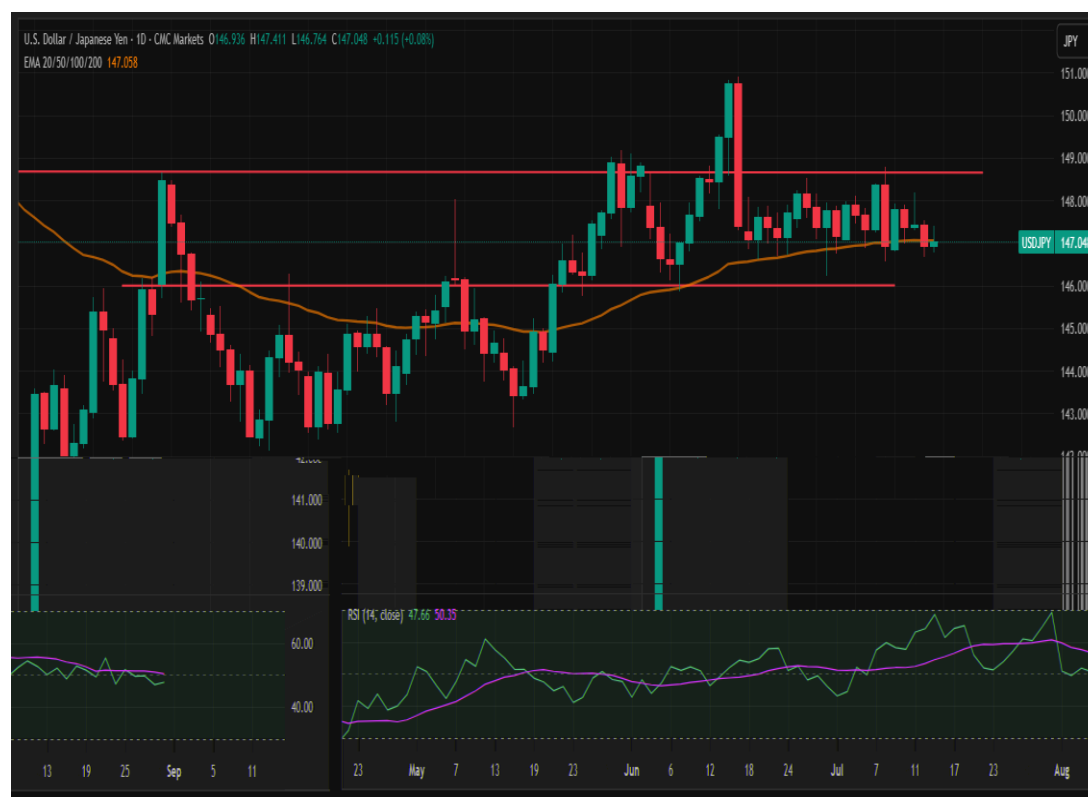 U.S. Dollar / Japanese Yen · 1D · CMC Markets O146.936 H147.411 L146.764 C147.048 +0.115 (+0.08%)
JPY
EMA 20/50/100/200 147.058
151.000
150.000
149.000
148.000
USDJPY 147.048
146.000
145.000
144.000
143.000
141.000
140.000
139.000
RSI (14, close) 47.66 50.35
60.00
40.00
13 19 25 Sep 5 11
23 May 7 13 19 23 Jun 6 12 18 24 Jul 7 11 17 23 Aug